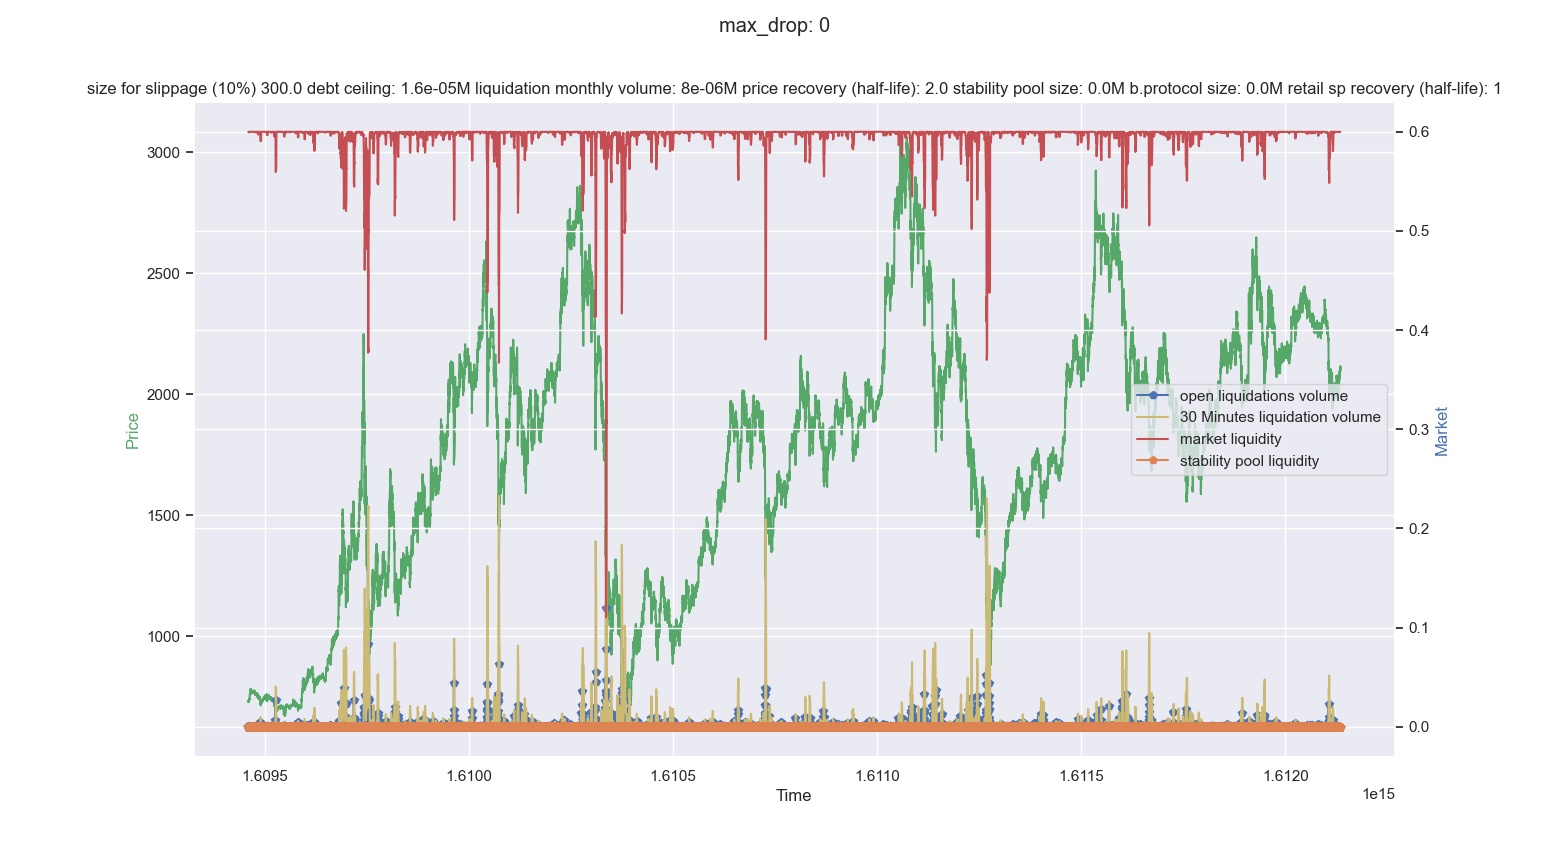 max_drop: 0
size for slippage (10%) 300.0 debt ceiling: 1.6e-05M liquidation monthly volume: 8e-06M price recovery (half-life): 2.0 stability pool size: 0.0M b.protocol size: 0.0M retail sp recovery (half-life): 1
3000
2500
2000
1500
1000
Price
0.6
0.5
0.4
0.3
0.2
0.1
0.0
Market
open liquidations volume
30 Minutes liquidation volume
market liquidity
stability pool liquidity
1.6095 1.6100 1.6105 1.6110 1.6115 1.6120
Time
1e15